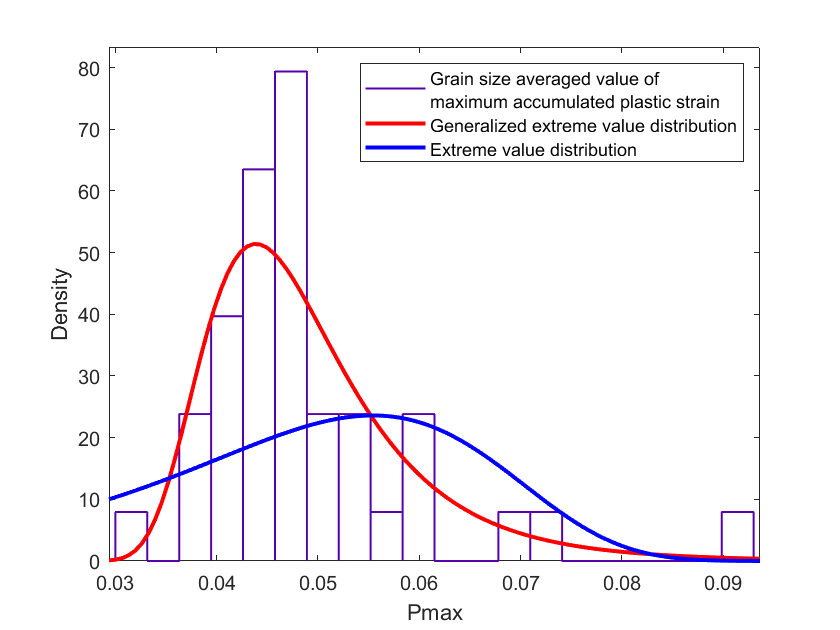 80
70
60
50
40
30
20
10
0
Density
Grain size averaged value of
maximum accumulated plastic strain
Generalized extreme value distribution
Extreme value distribution
0.03 0.04 0.05 0.06 0.07 0.08 0.09
Pmax